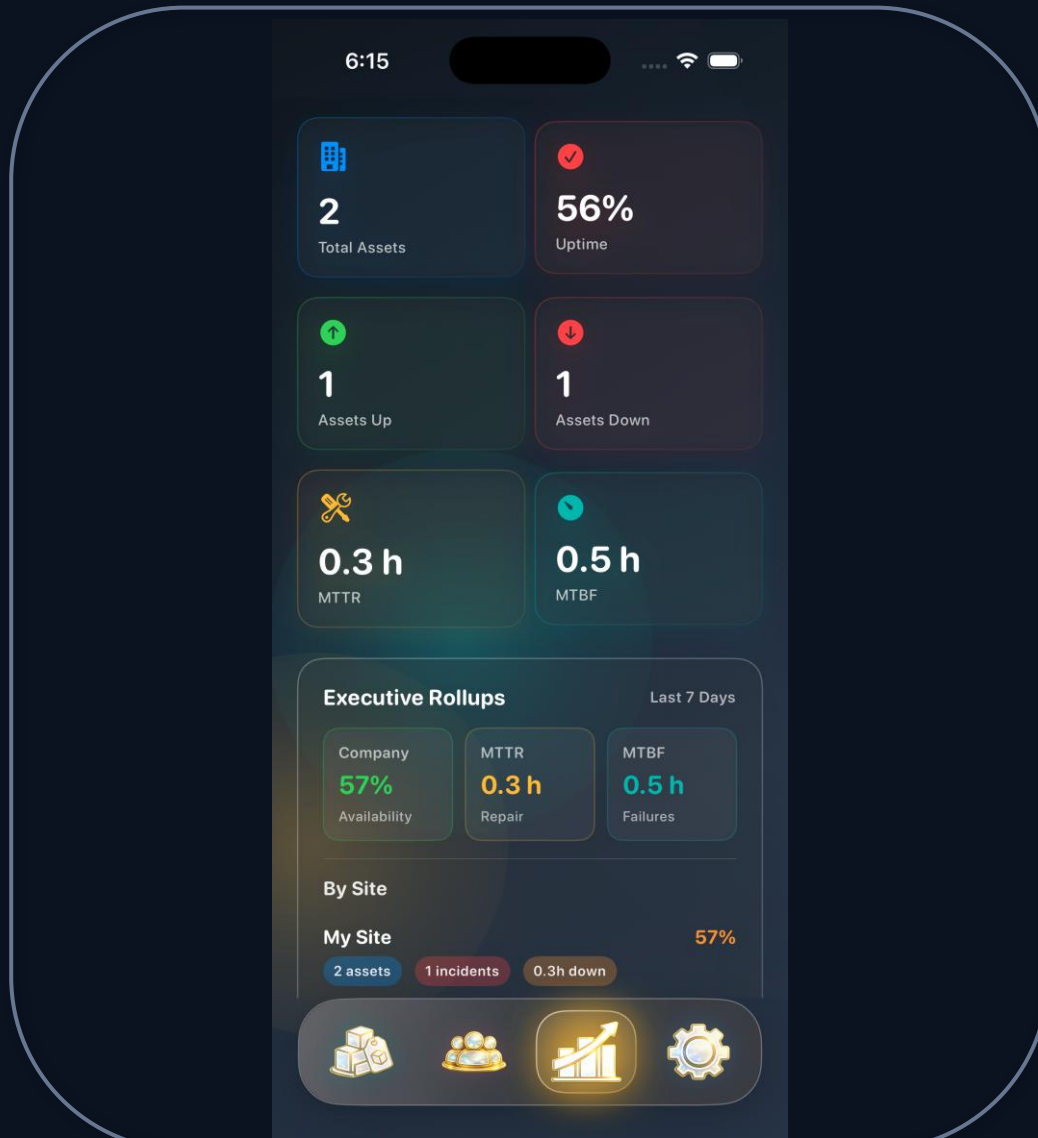 6:15
2
Total Assets
56%
Uptime
1
Assets Up
1
Assets Down
0.3 h
MTTR
0.5 h
MTBF
Executive Rollups
Last 7 Days
Company
57%
Availability
MTTR
0.3 h
Repair
MTBF
0.5 h
Failures
By Site
My Site
57%
2 assets
1 incidents
0.3h down